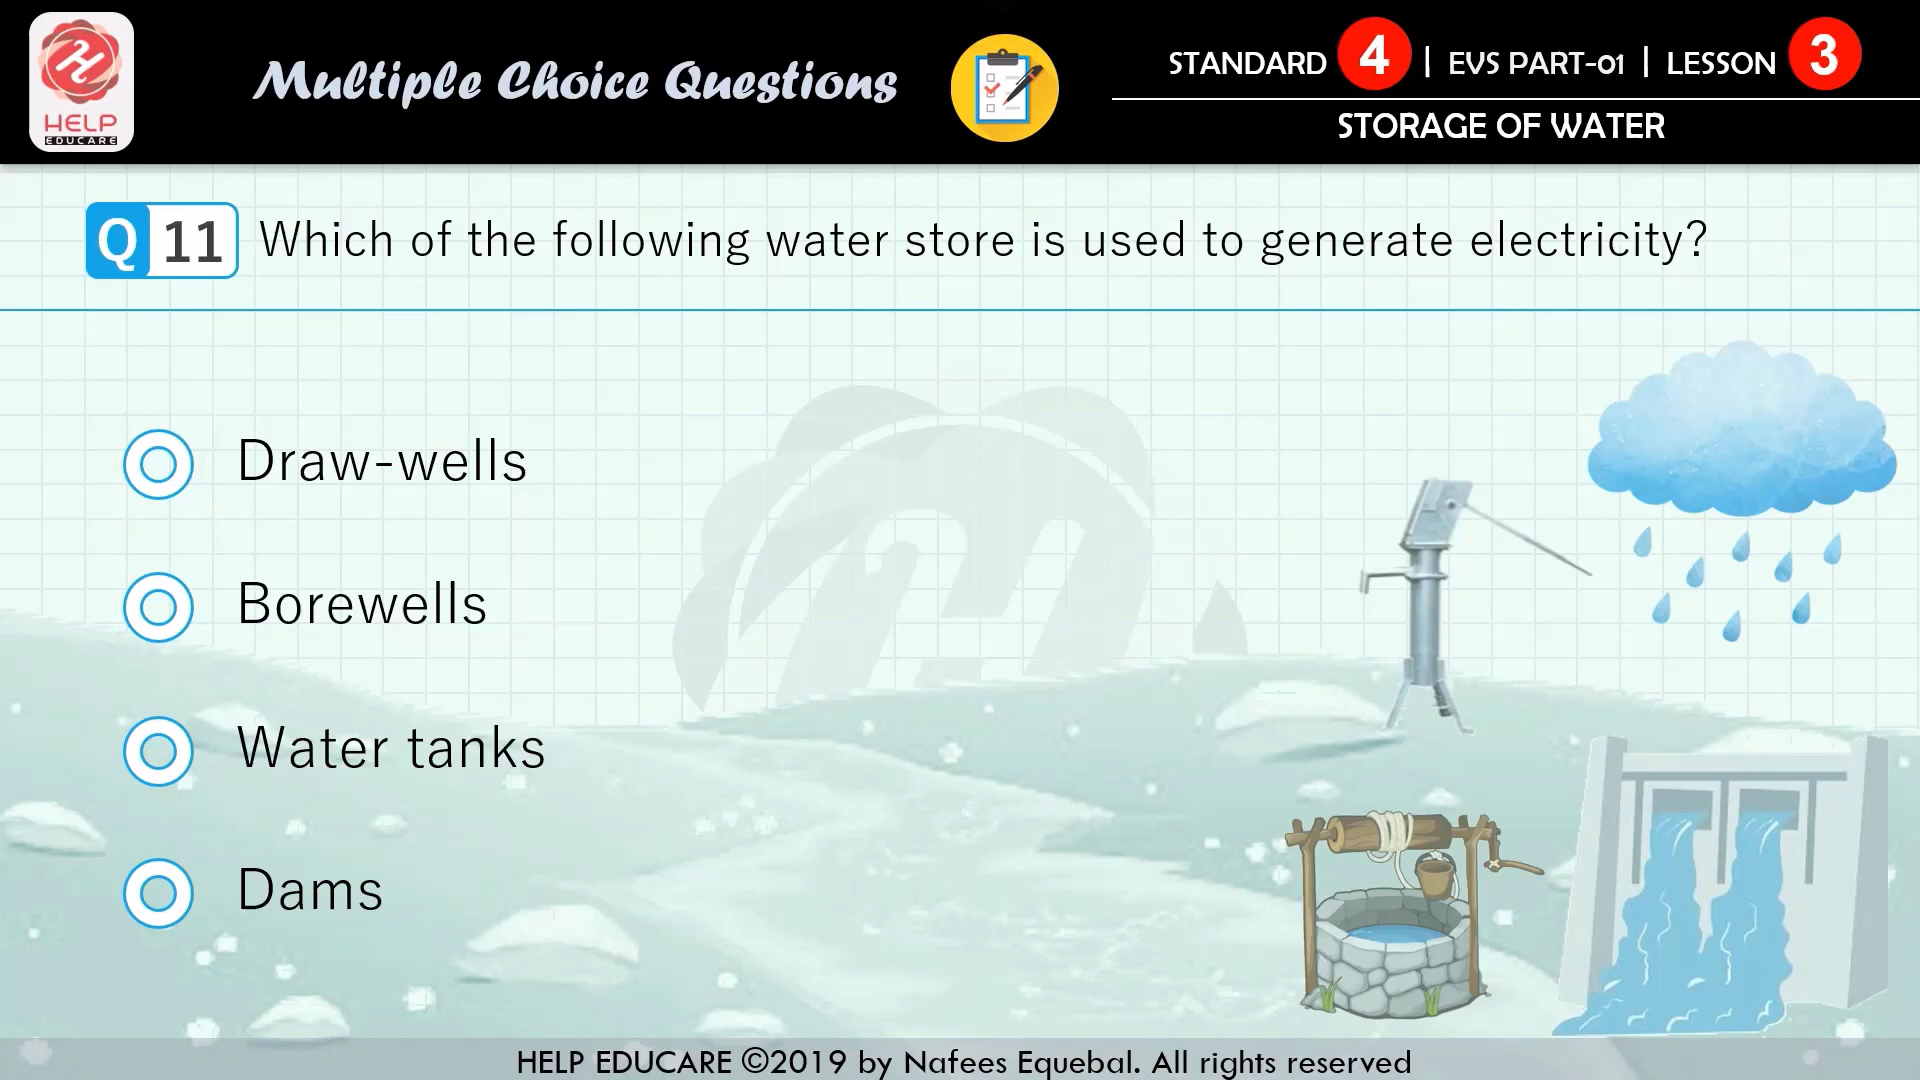 HELP
EDUCARE
Multiple Choice Questions
STANDARD 4 | EVS PART-01 | LESSON 3
STORAGE OF WATER
Q 11 Which of the following water store is used to generate electricity?
Draw-wells
Borewells
Water tanks
Dams
HELP EDUCARE ©2019 by Nafees Equebal. All rights reserved